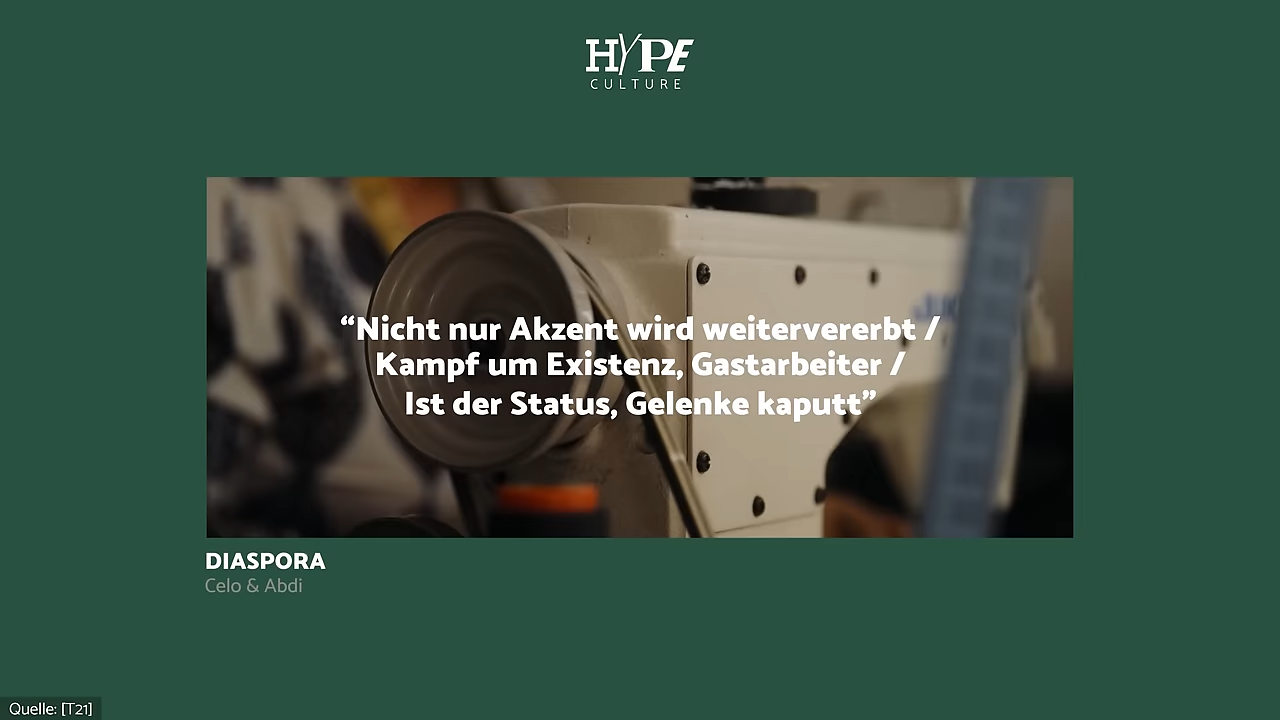 HYPE
CULTURE
“Nicht nur Akzent wird weitervererbt /
Kampf um Existenz, Gastarbeiter /
Ist der Status, Gelenke kaputt”
DIASPORA
Celo & Abdi
Quelle: [T21]